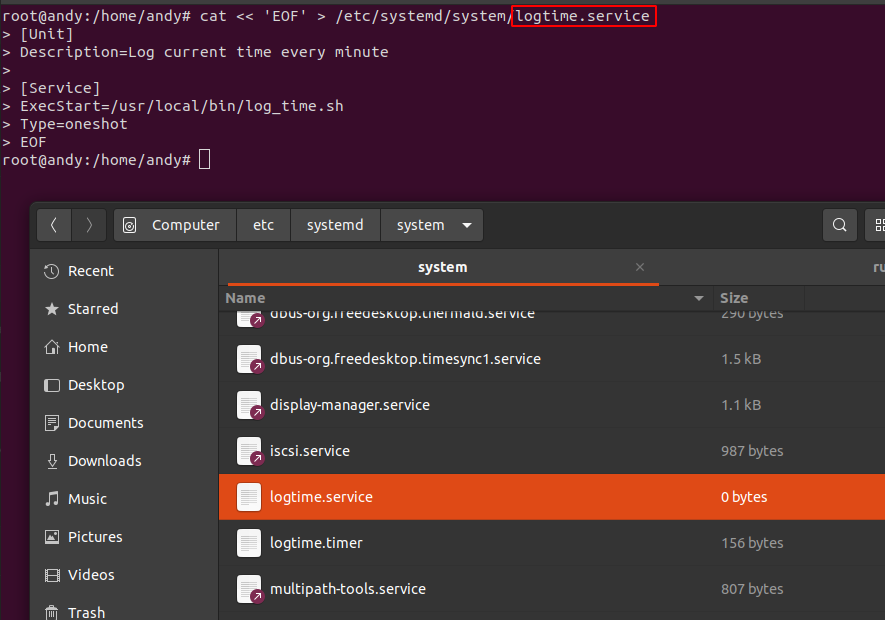 root@andy:/home/andy# cat << 'EOF' > /etc/systemd/system/logtime.service
> [Unit]
> Description=Log current time every minute
>
> [Service]
> ExecStart=/usr/local/bin/log_time.sh
> Type=oneshot
> EOF
root@andy:/home/andy#
Computer etc systemd system
system ru
Name Size
Recent
Starred
Home
Desktop
Documents
Downloads
Music
Pictures
Videos
Trash
dbus-org.freedesktop.thermald.service 290 bytes
dbus-org.freedesktop.timesync1.service 1.5 kB
display-manager.service 1.1 kB
iscsi.service 987 bytes
logtime.service 0 bytes
logtime.timer 156 bytes
multipath-tools.service 807 bytes